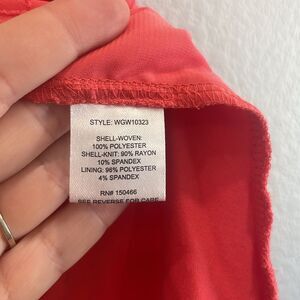 STYLE: WGW10323
SHELL-WOVEN:
100% POLYESTER
SHELL-KNIT: 90% RAYON
10% SPANDEX
LINING: 96% POLYESTER
4% SPANDEX
RN# 150466
SEE REVERSE FOR CARE